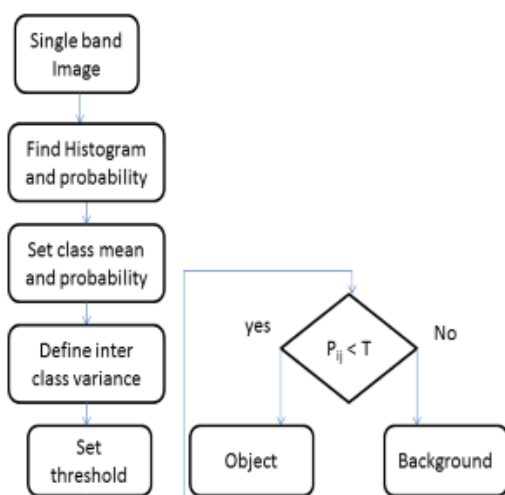 Single band
Image
Find Histogram
and probability
Set class mean
and probability
Define inter
class variance
Set
threshold
yes
P_ij < T
No
Object
Background